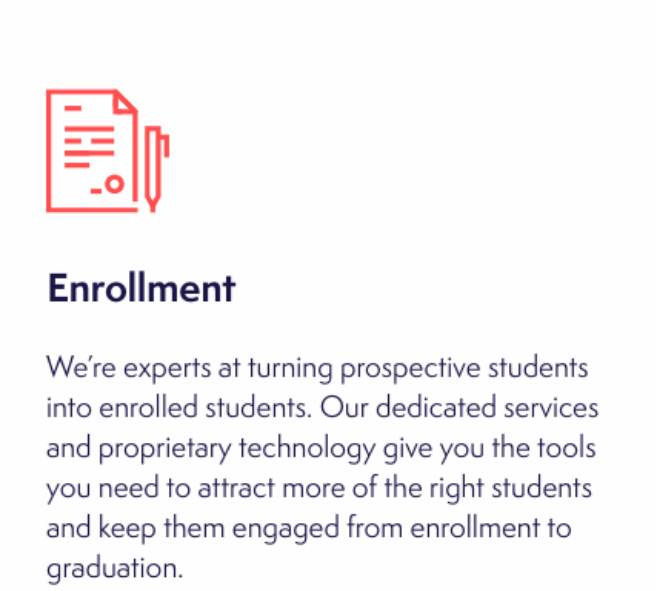 Enrollment
We're experts at turning prospective students
into enrolled students. Our dedicated services
and proprietary technology give you the tools
you need to attract more of the right students
and keep them engaged from enrollment to
graduation.